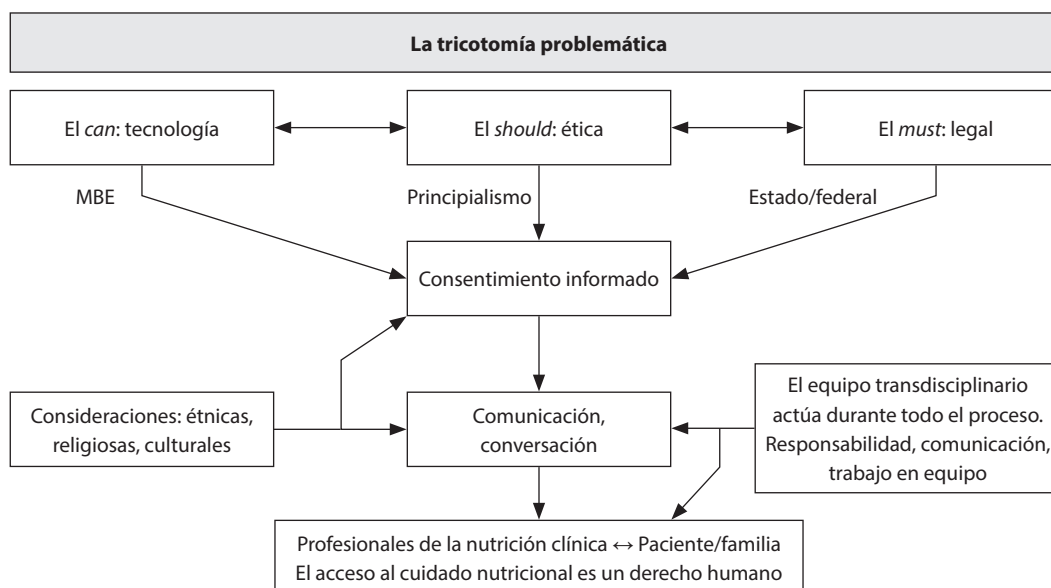 La tricotomía problemática
El can: tecnología
El should: ética
El must: legal
MBE
Principialismo
Estado/federal
Consentimiento informado
Consideraciones: étnicas,
religiosas, culturales
Comunicación,
conversación
El equipo transdisciplinario
actúa durante todo el proceso.
Responsabilidad, comunicación,
trabajo en equipo
Profesionales de la nutrición clínica ↔ Paciente/familia
El acceso al cuidado nutricional es un derecho humano